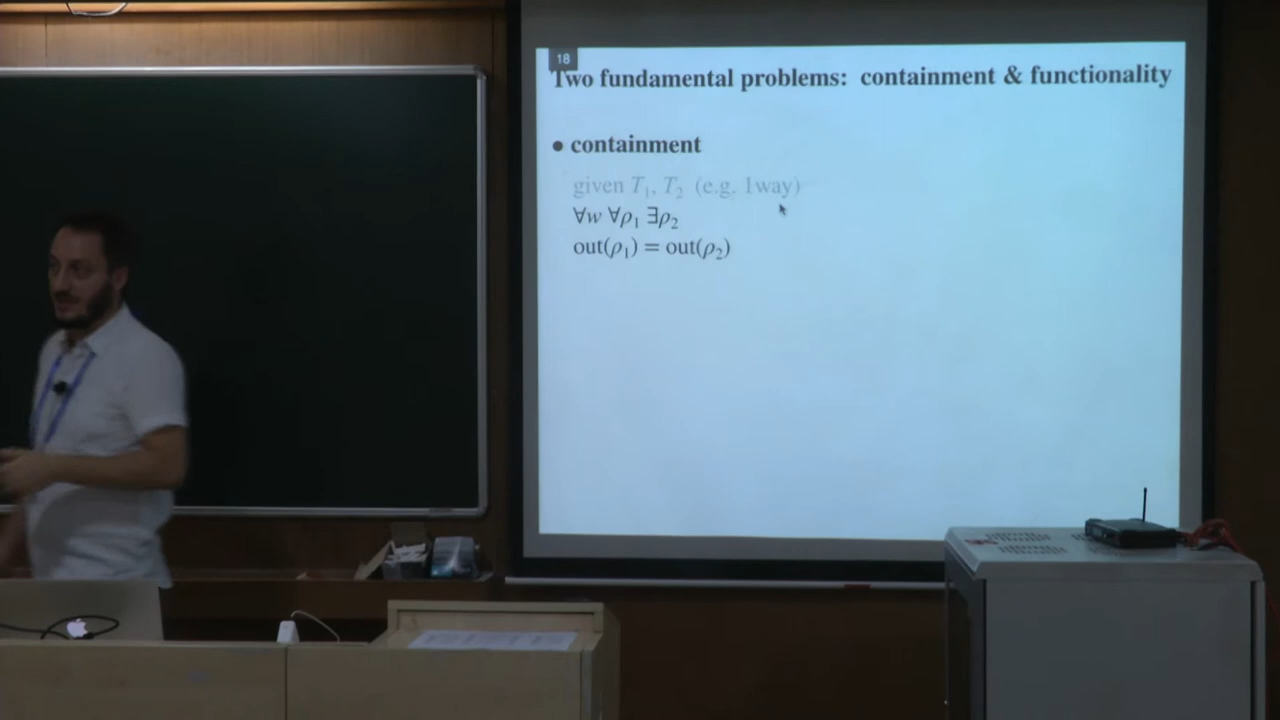 18
Two fundamental problems: containment & functionality
• containment
given T₁, T₂ (e.g. 1way)
∀w ∀ρ₁ ∃ρ₂
out(ρ₁) = out(ρ₂)